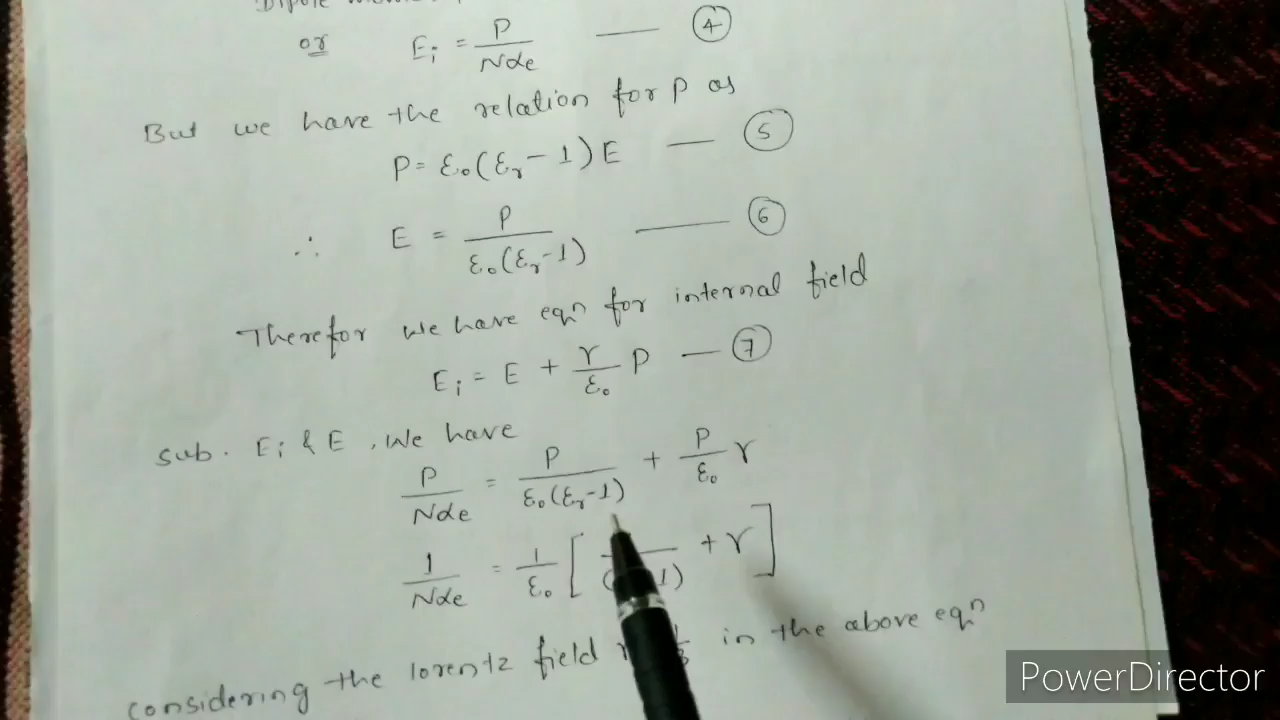 Dipole
or Ei = P/Nαe — (4)
But we have the relation for P as
P = ε₀(εr - 1)E — (5)
∴ E = P/ε₀(εr-1) — (6)
Therefor we have eqn for internal field
Ei = E + γ/ε₀ P — (7)
Sub. Ei & E, We have
P/Nαe = P/ε₀(εr-1) + P/ε₀ γ
1/Nαe = 1/ε₀ [ 1) + γ]
considering the lorentz field in the above eqn
PowerDirector